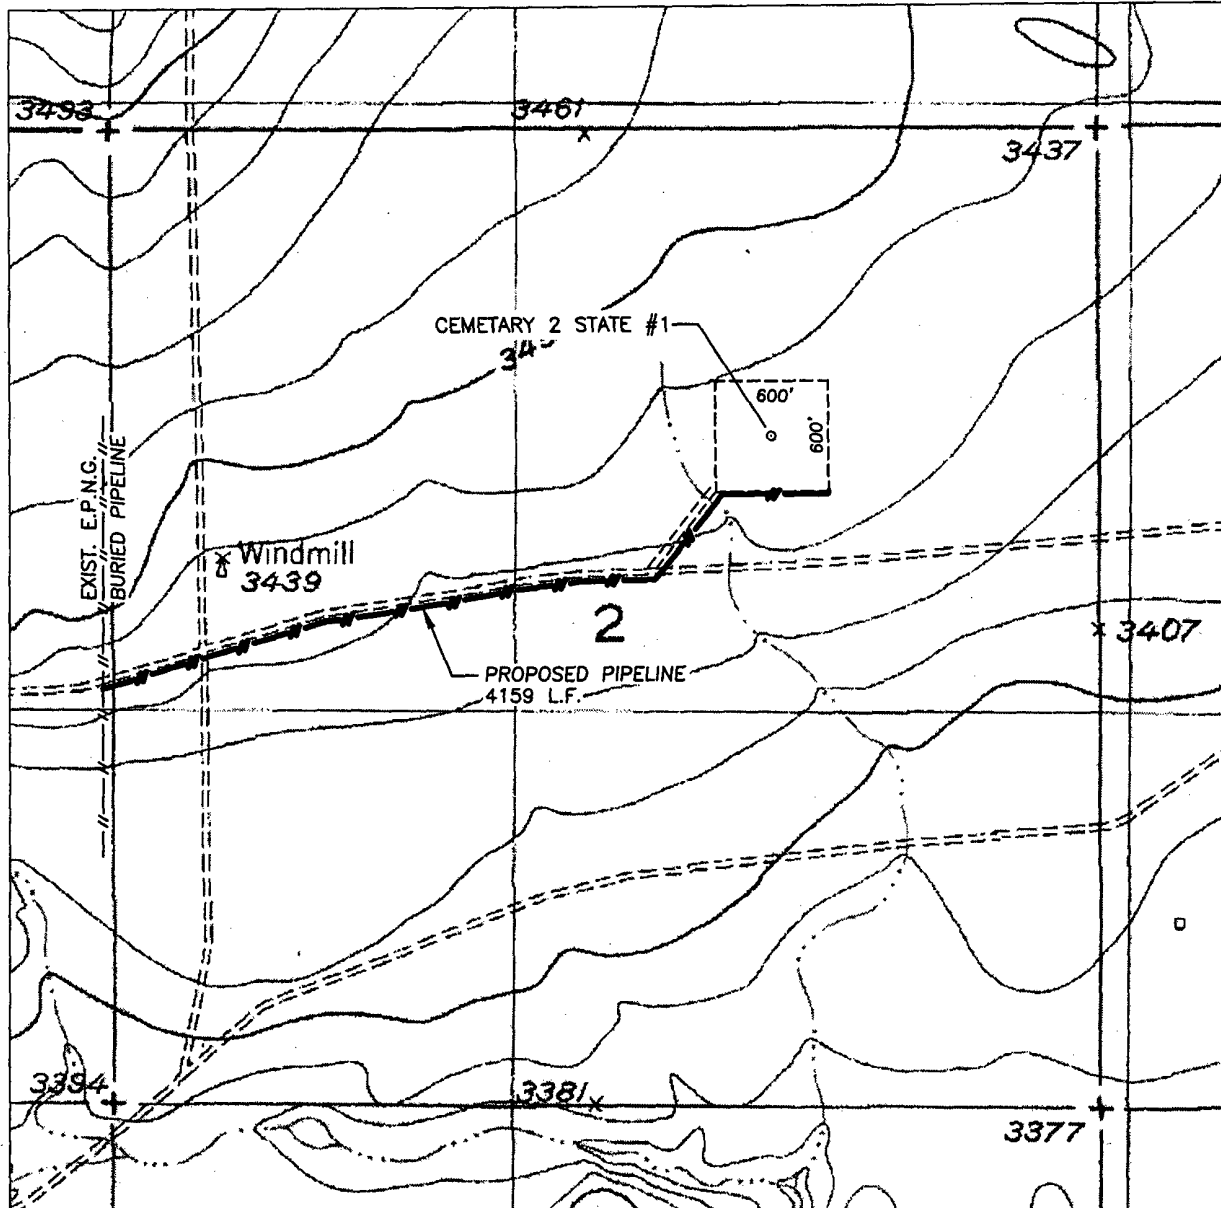 3493
3461
3437
CEMETARY 2 STATE #1
600'
600'
EXIST. E.P.N.G.
BURIED PIPELINE
Windmill
3439
2
3407
PROPOSED PIPELINE
4159 L.F.
3394
3381
3377